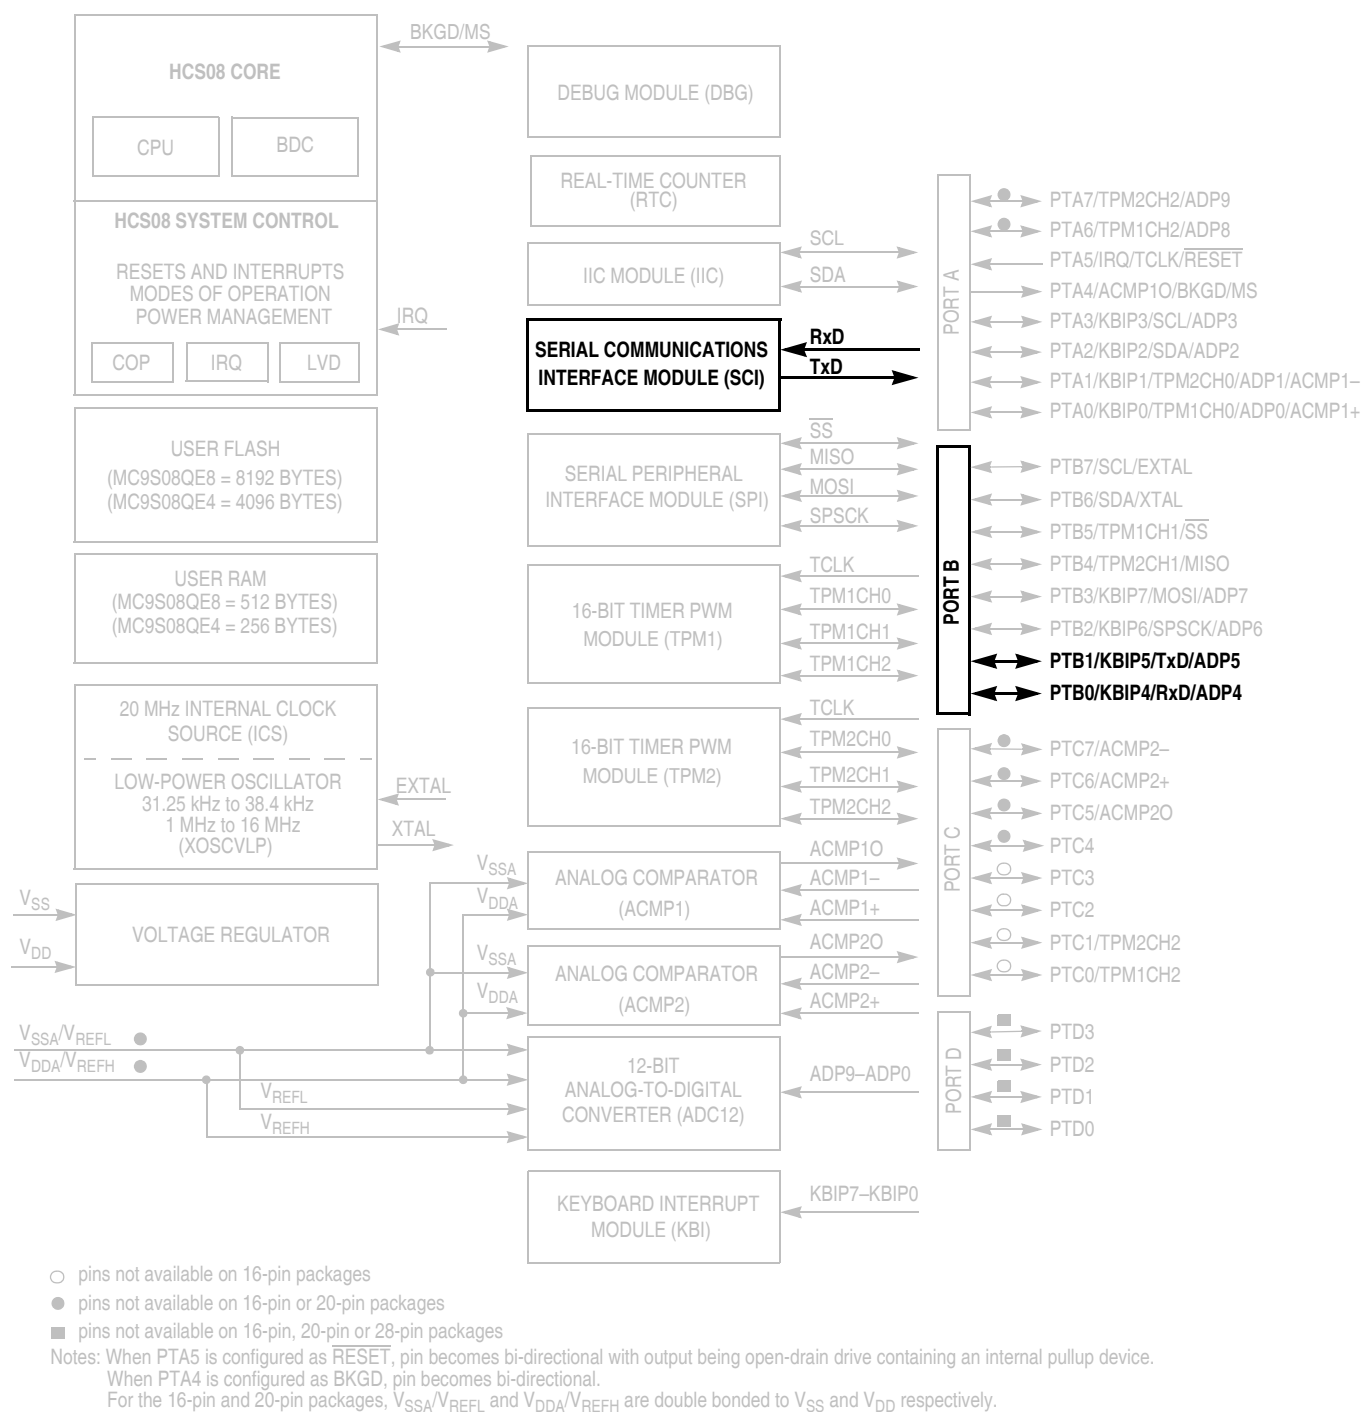 HCS08 CORE
CPU
BDC
HCS08 SYSTEM CONTROL
RESETS AND INTERRUPTS
MODES OF OPERATION
POWER MANAGEMENT
COP
IRQ
LVD
USER FLASH
(MC9S08QE8 = 8192 BYTES)
(MC9S08QE4 = 4096 BYTES)
USER RAM
(MC9S08QE8 = 512 BYTES)
(MC9S08QE4 = 256 BYTES)
20 MHz INTERNAL CLOCK
SOURCE (ICS)
LOW-POWER OSCILLATOR
31.25 kHz to 38.4 kHz
1 MHz to 16 MHz
(XOSCVLP)
VOLTAGE REGULATOR
BKGD/MS
IRQ
EXTAL
XTAL
VSS
VDD
VSSA
VDDA
VSSA
VDDA
VSSA/VREFL
VDDA/VREFH
VREFL
VREFH
DEBUG MODULE (DBG)
REAL-TIME COUNTER
(RTC)
IIC MODULE (IIC)
SCL
SDA
SERIAL COMMUNICATIONS
INTERFACE MODULE (SCI)
RxD
TxD
SERIAL PERIPHERAL
INTERFACE MODULE (SPI)
SS
MISO
MOSI
SPSCK
16-BIT TIMER PWM
MODULE (TPM1)
TCLK
TPM1CH0
TPM1CH1
TPM1CH2
16-BIT TIMER PWM
MODULE (TPM2)
TCLK
TPM2CH0
TPM2CH1
TPM2CH2
ANALOG COMPARATOR
(ACMP1)
ACMP1O
ACMP1–
ACMP1+
ANALOG COMPARATOR
(ACMP2)
ACMP2O
ACMP2–
ACMP2+
12-BIT
ANALOG-TO-DIGITAL
CONVERTER (ADC12)
ADP9–ADP0
KEYBOARD INTERRUPT
MODULE (KBI)
KBIP7–KBIP0
PORT A
PTA7/TPM2CH2/ADP9
PTA6/TPM1CH2/ADP8
PTA5/IRQ/TCLK/RESET
PTA4/ACMP1O/BKGD/MS
PTA3/KBIP3/SCL/ADP3
PTA2/KBIP2/SDA/ADP2
PTA1/KBIP1/TPM2CH0/ADP1/ACMP1–
PTA0/KBIP0/TPM1CH0/ADP0/ACMP1+
PORT B
PTB7/SCL/EXTAL
PTB6/SDA/XTAL
PTB5/TPM1CH1/SS
PTB4/TPM2CH1/MISO
PTB3/KBIP7/MOSI/ADP7
PTB2/KBIP6/SPSCK/ADP6
PTB1/KBIP5/TxD/ADP5
PTB0/KBIP4/RxD/ADP4
PORT C
PTC7/ACMP2–
PTC6/ACMP2+
PTC5/ACMP2O
PTC4
PTC3
PTC2
PTC1/TPM2CH2
PTC0/TPM1CH2
PORT D
PTD3
PTD2
PTD1
PTD0
pins not available on 16-pin packages
pins not available on 16-pin or 20-pin packages
pins not available on 16-pin, 20-pin or 28-pin packages
Notes: When PTA5 is configured as RESET, pin becomes bi-directional with output being open-drain drive containing an internal pullup device.
When PTA4 is configured as BKGD, pin becomes bi-directional.
For the 16-pin and 20-pin packages, VSSA/VREFL and VDDA/VREFH are double bonded to VSS and VDD respectively.